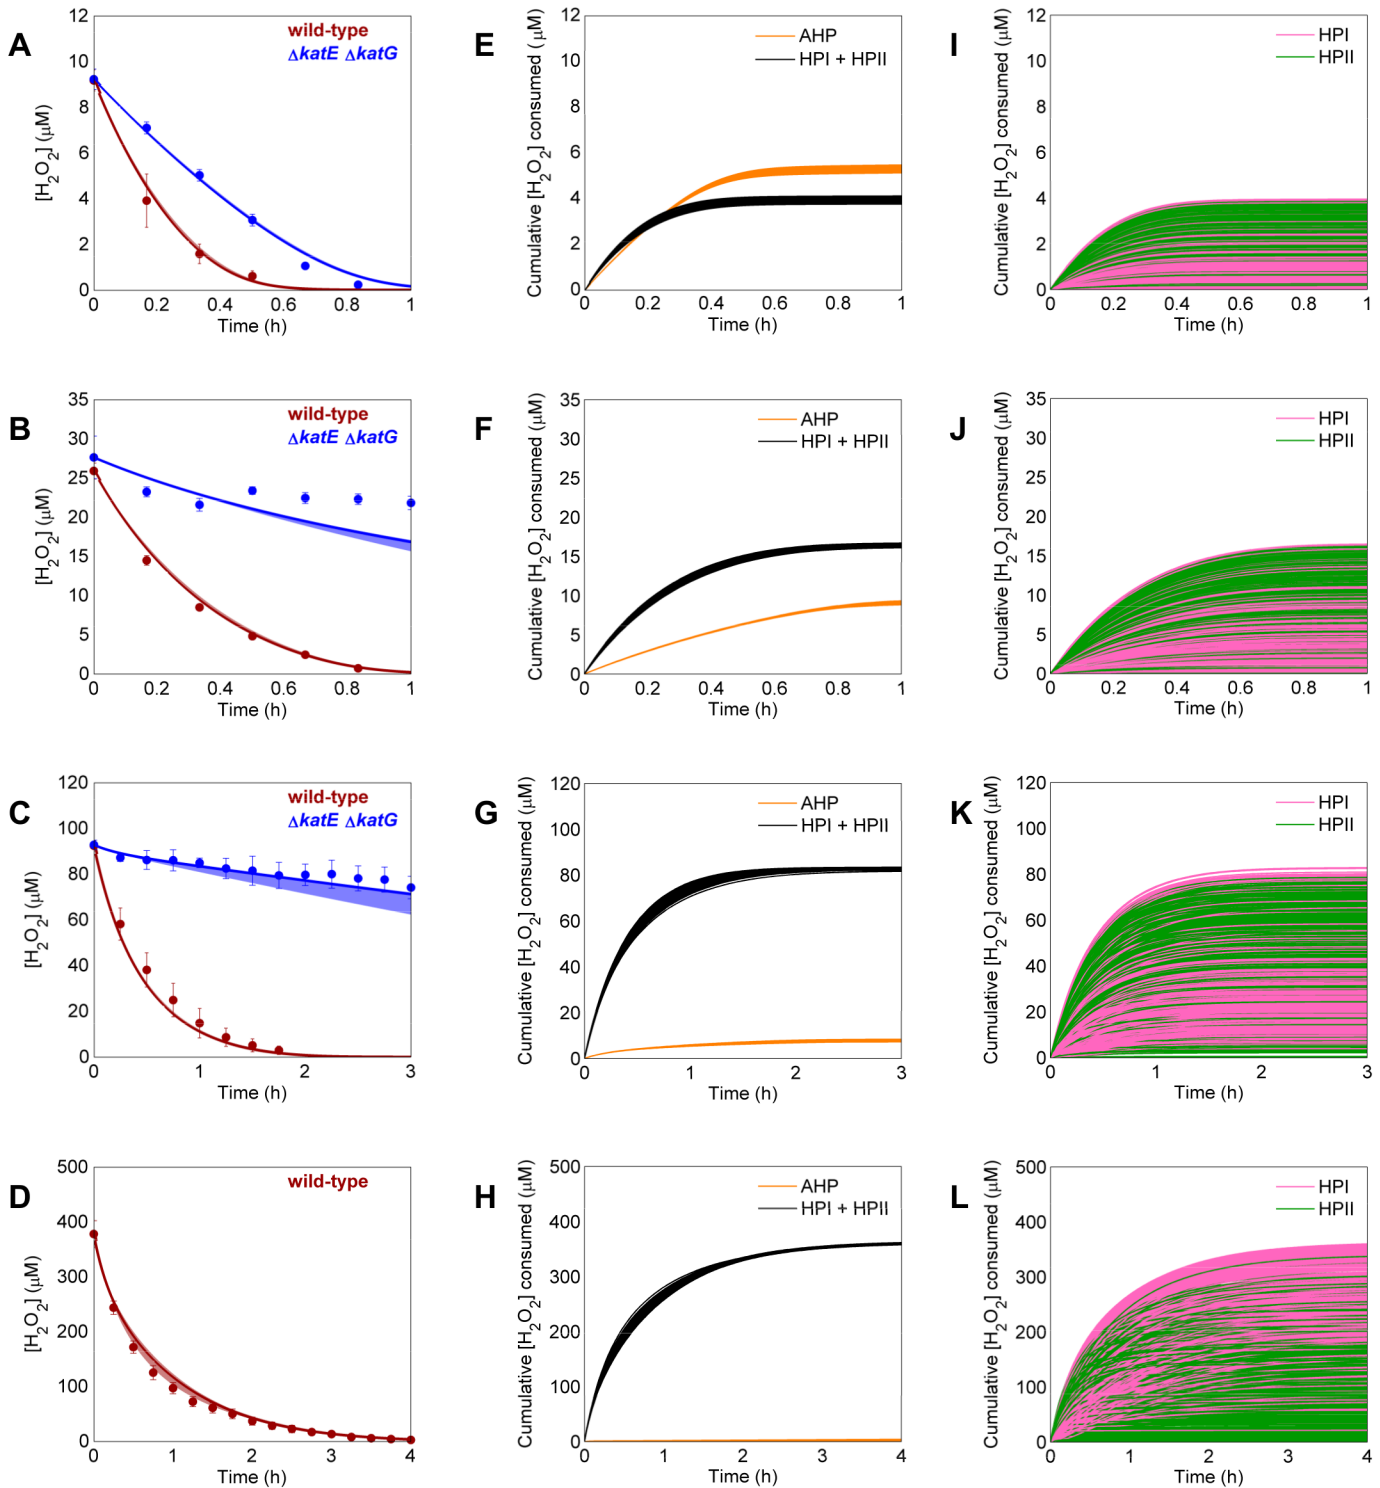 A
[H2O2] (μM)
12
10
8
6
4
2
0
0 0.2 0.4 0.6 0.8 1
Time (h)
wild-type
ΔkatE ΔkatG
E
Cumulative [H2O2] consumed (μM)
12
10
8
6
4
2
0
0 0.2 0.4 0.6 0.8 1
Time (h)
AHP
HPI + HPII
I
Cumulative [H2O2] consumed (μM)
12
10
8
6
4
2
0
0 0.2 0.4 0.6 0.8 1
Time (h)
HPI
HPII
B
[H2O2] (μM)
35
30
25
20
15
10
5
0
0 0.2 0.4 0.6 0.8 1
Time (h)
wild-type
ΔkatE ΔkatG
F
Cumulative [H2O2] consumed (μM)
35
30
25
20
15
10
5
0
0 0.2 0.4 0.6 0.8 1
Time (h)
AHP
HPI + HPII
J
Cumulative [H2O2] consumed (μM)
35
30
25
20
15
10
5
0
0 0.2 0.4 0.6 0.8 1
Time (h)
HPI
HPII
C
[H2O2] (μM)
120
100
80
60
40
20
0
0 1 2 3
Time (h)
wild-type
ΔkatE ΔkatG
G
Cumulative [H2O2] consumed (μM)
120
100
80
60
40
20
0
0 1 2 3
Time (h)
AHP
HPI + HPII
K
Cumulative [H2O2] consumed (μM)
120
100
80
60
40
20
0
0 1 2 3
Time (h)
HPI
HPII
D
[H2O2] (μM)
500
400
300
200
100
0
0 1 2 3 4
Time (h)
wild-type
H
Cumulative [H2O2] consumed (μM)
500
400
300
200
100
0
0 1 2 3 4
Time (h)
AHP
HPI + HPII
L
Cumulative [H2O2] consumed (μM)
500
400
300
200
100
0
0 1 2 3 4
Time (h)
HPI
HPII